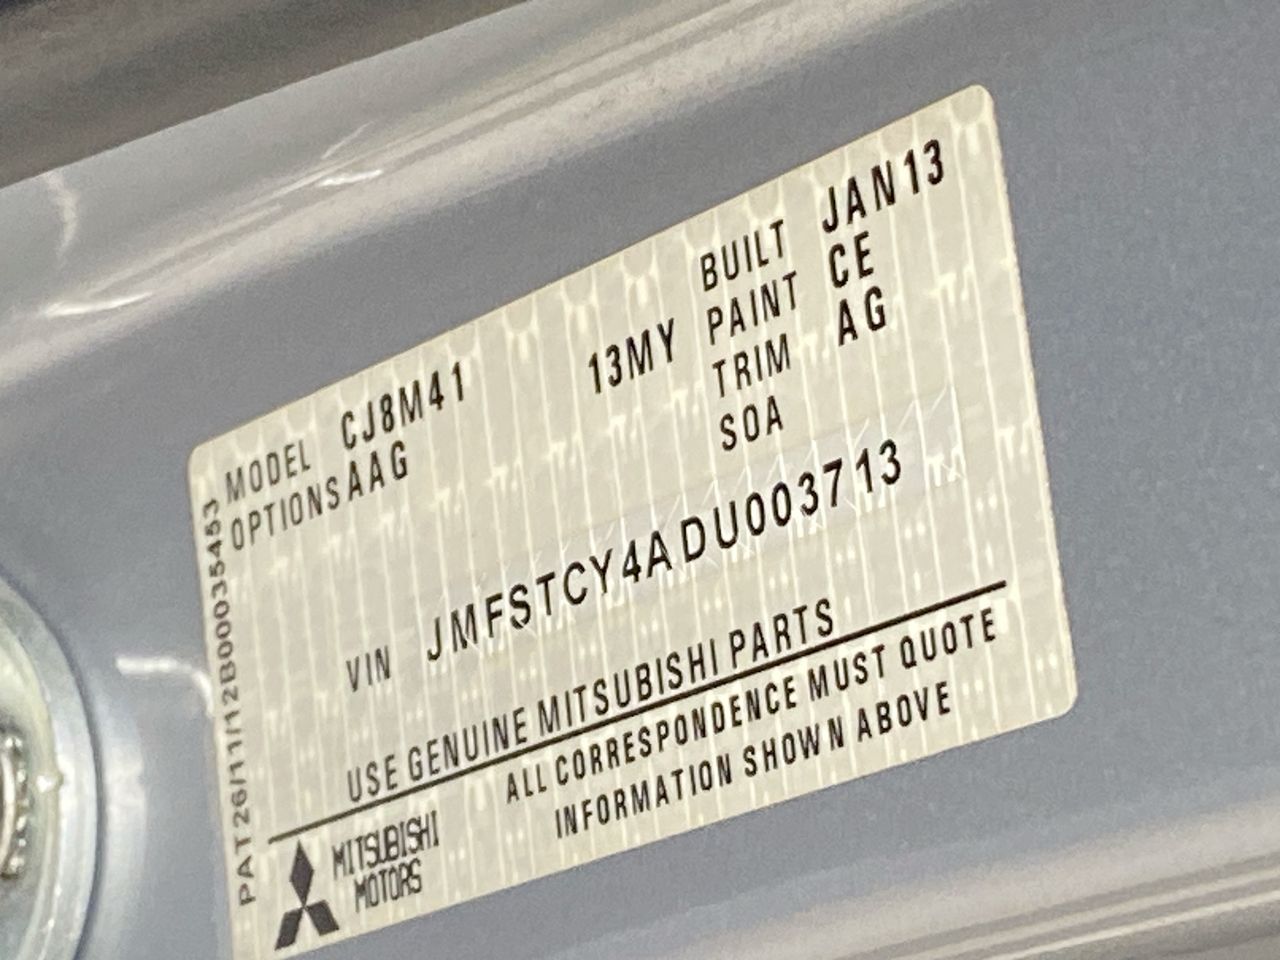 MODEL CJ8M41 13MY BUILT JAN13
OPTIONS AAG PAINT CE
TRIM AG
SOA
VIN JMFSTCY4ADU003713
USE GENUINE MITSUBISHI PARTS
ALL CORRESPONDENCE MUST QUOTE
INFORMATION SHOWN ABOVE
MITSUBISHI
MOTORS
PAT26/11/12B000035453